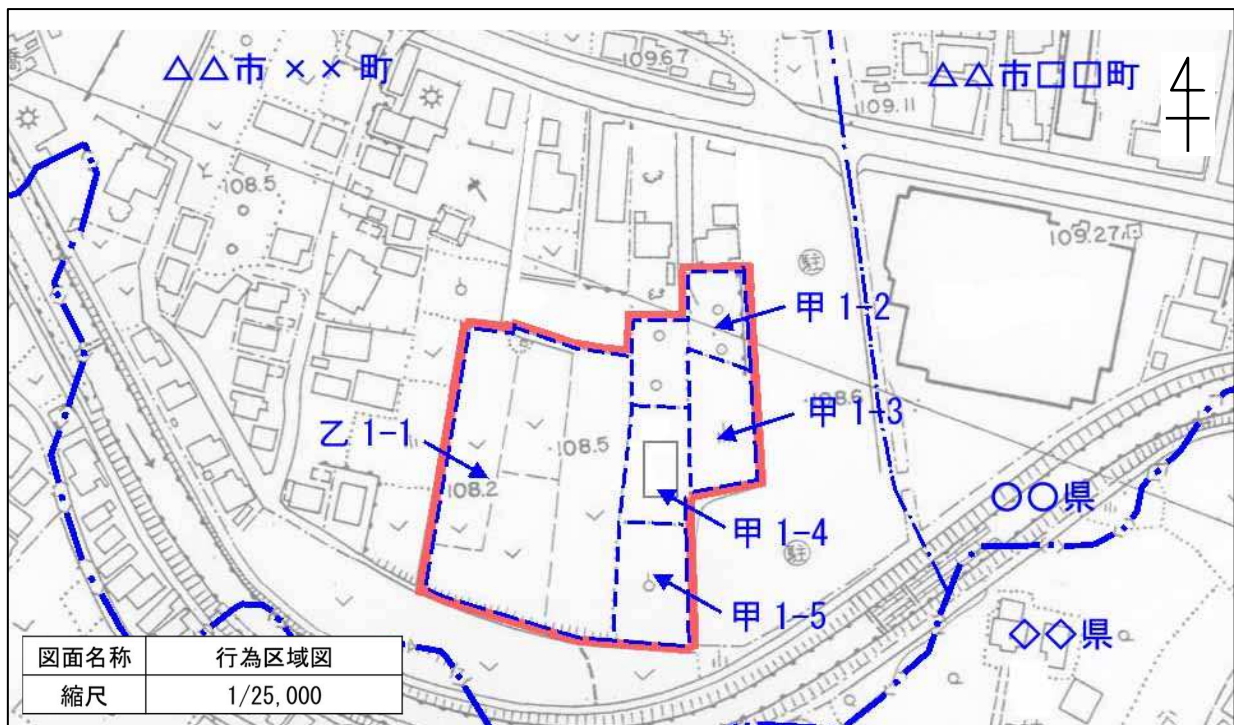 △△市××町
109.67
△△市□□町
109.11
108.5
109.27
駐
甲 1-2
108.6
甲 1-3
乙 1-1
108.5
108.2
○○県
甲 1-4
駐
甲 1-5
◇◇県
図面名称 行為区域図
縮尺 1/25,000